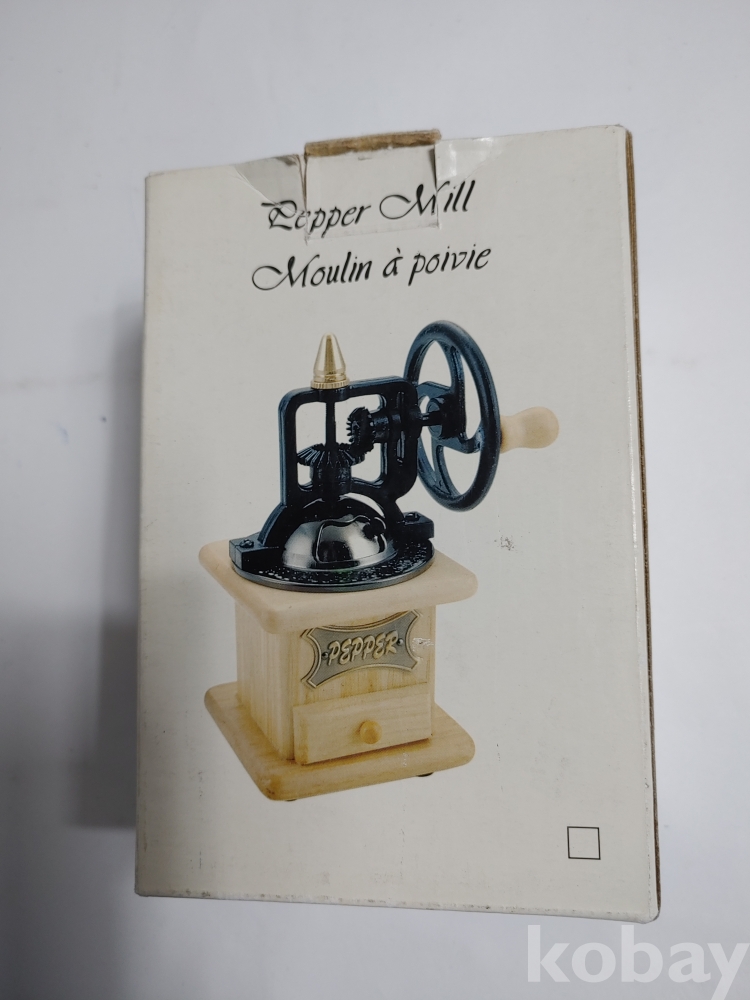 Pepper Mill
Moulin à poivie
PEPPER
kobay